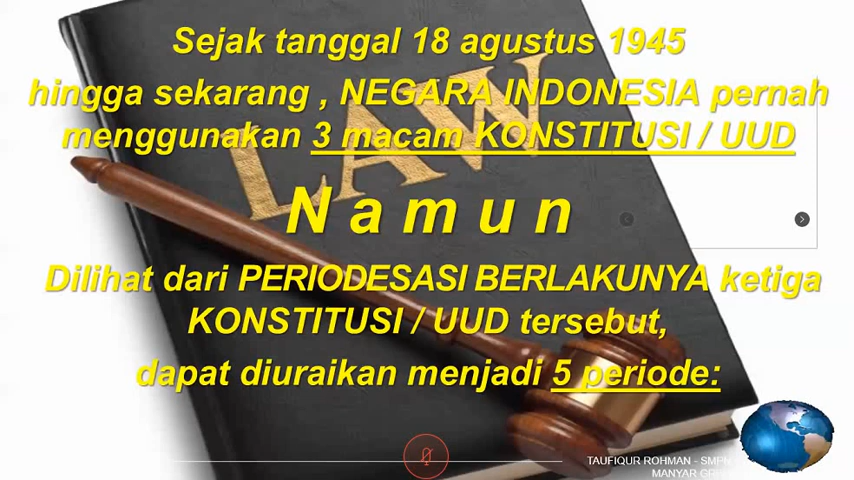 Sejak tanggal 18 agustus 1945
hingga sekarang , NEGARA INDONESIA pernah
menggunakan 3 macam KONSTITUSI / UUD
LAW
N a m u n
Dilihat dari PERIODESASI BERLAKUNYA ketiga
KONSTITUSI / UUD tersebut,
dapat diuraikan menjadi 5 periode:
TAUFIQUR ROHMAN - SMPN
MANYAR